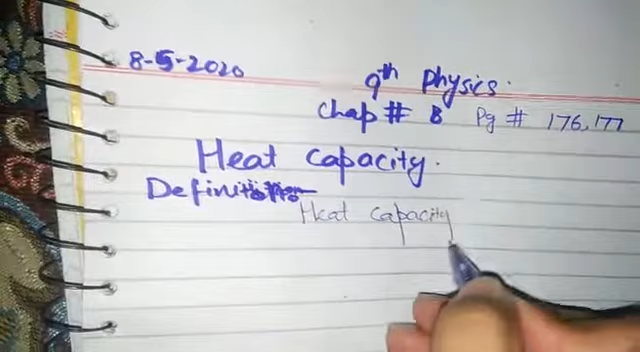 8-5-2020
9th Physics.
Chap # 8 Pg # 176,177
Heat capacity.
Definition
Heat capacity